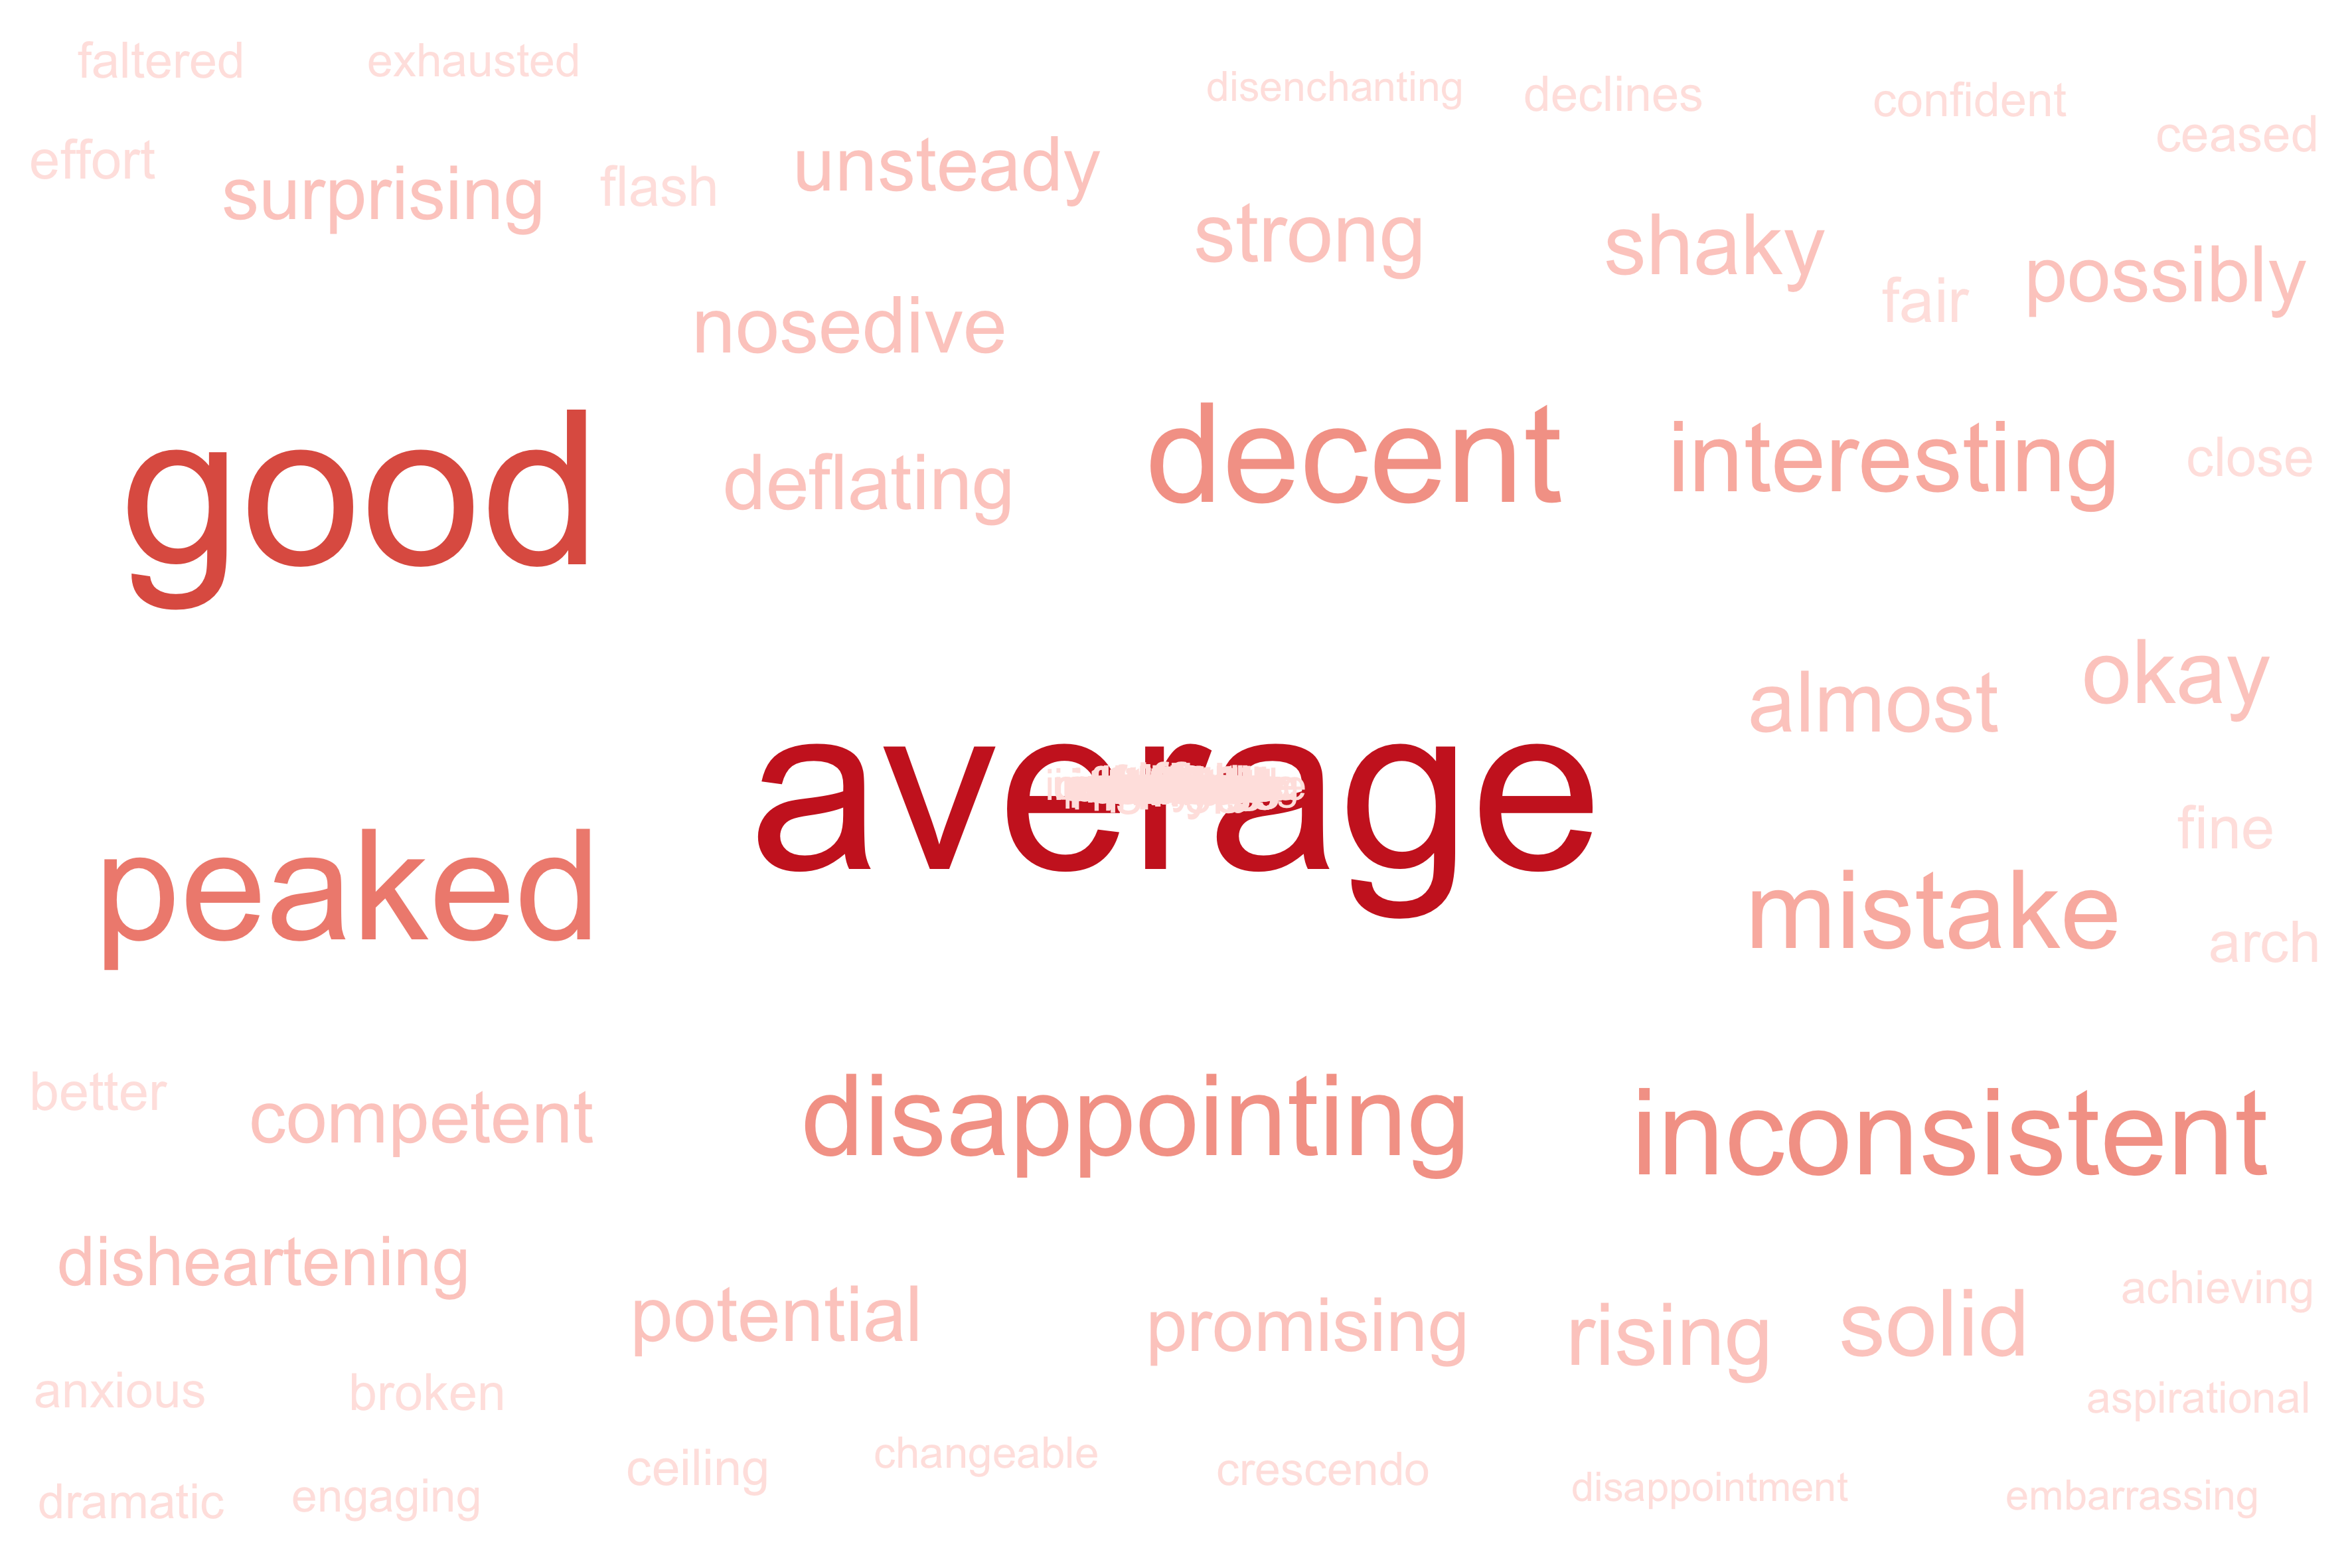 faltered
exhausted
disenchanting
declines
confident
ceased
effort
surprising
flash
unsteady
strong
shaky
fair
possibly
nosedive
good
deflating
decent
interesting
close
almost
okay
average
peaked
mistake
fine
arch
better
competent
disappointing
inconsistent
disheartening
potential
promising
rising
solid
achieving
anxious
broken
aspirational
dramatic
engaging
ceiling
changeable
crescendo
disappointment
embarrassing